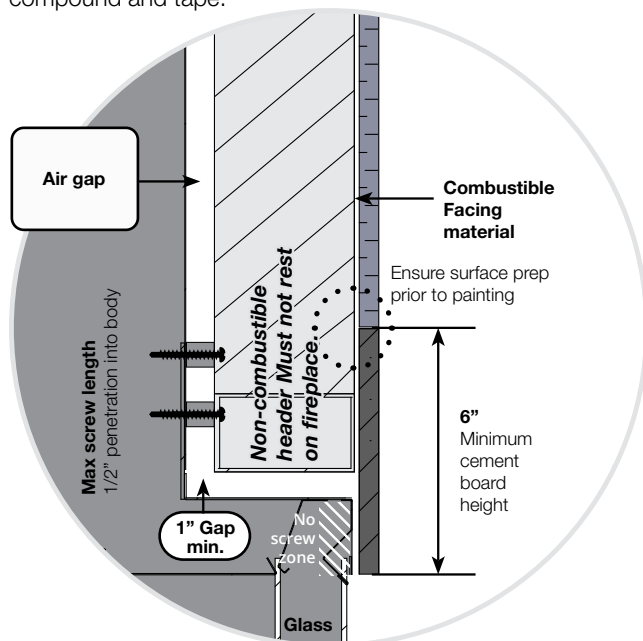 compound and tape.
Air gap
Combustible
Facing
material
Ensure surface prep
prior to painting
Non-combustible
header Must not rest
on fireplace.
Max screw length
1/2” penetration into body
6”
Minimum
cement
board
height
1” Gap
min.
No
screw
zone
Glass